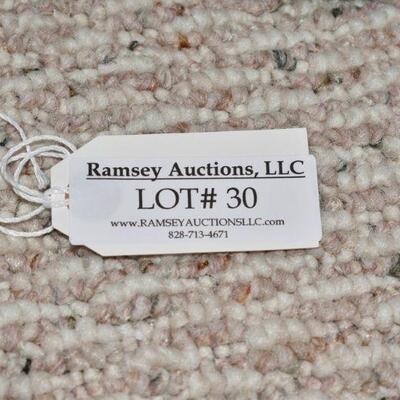 Ramsey Auctions, LLC
LOT# 30
www.RAMSEYAUCTIONSLLC.com
828-713-4671